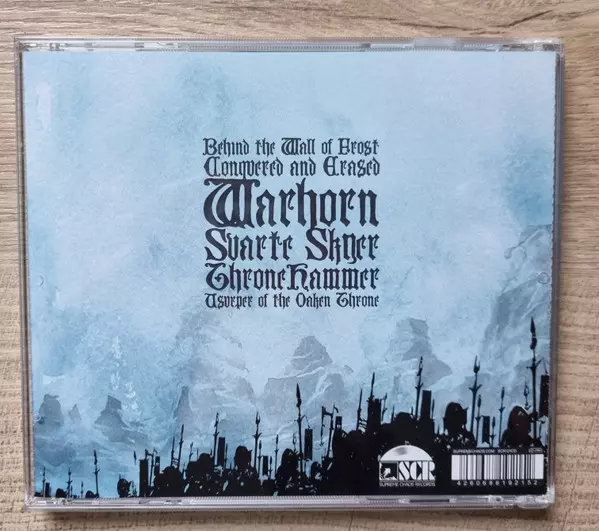 Behind the Wall of Frost
Conquered and Erased
Warhorn
Svarte Skyer
ThroneHammer
Usurper of the Oaken Throne
SCR
SUPREME CHAOS RECORDS